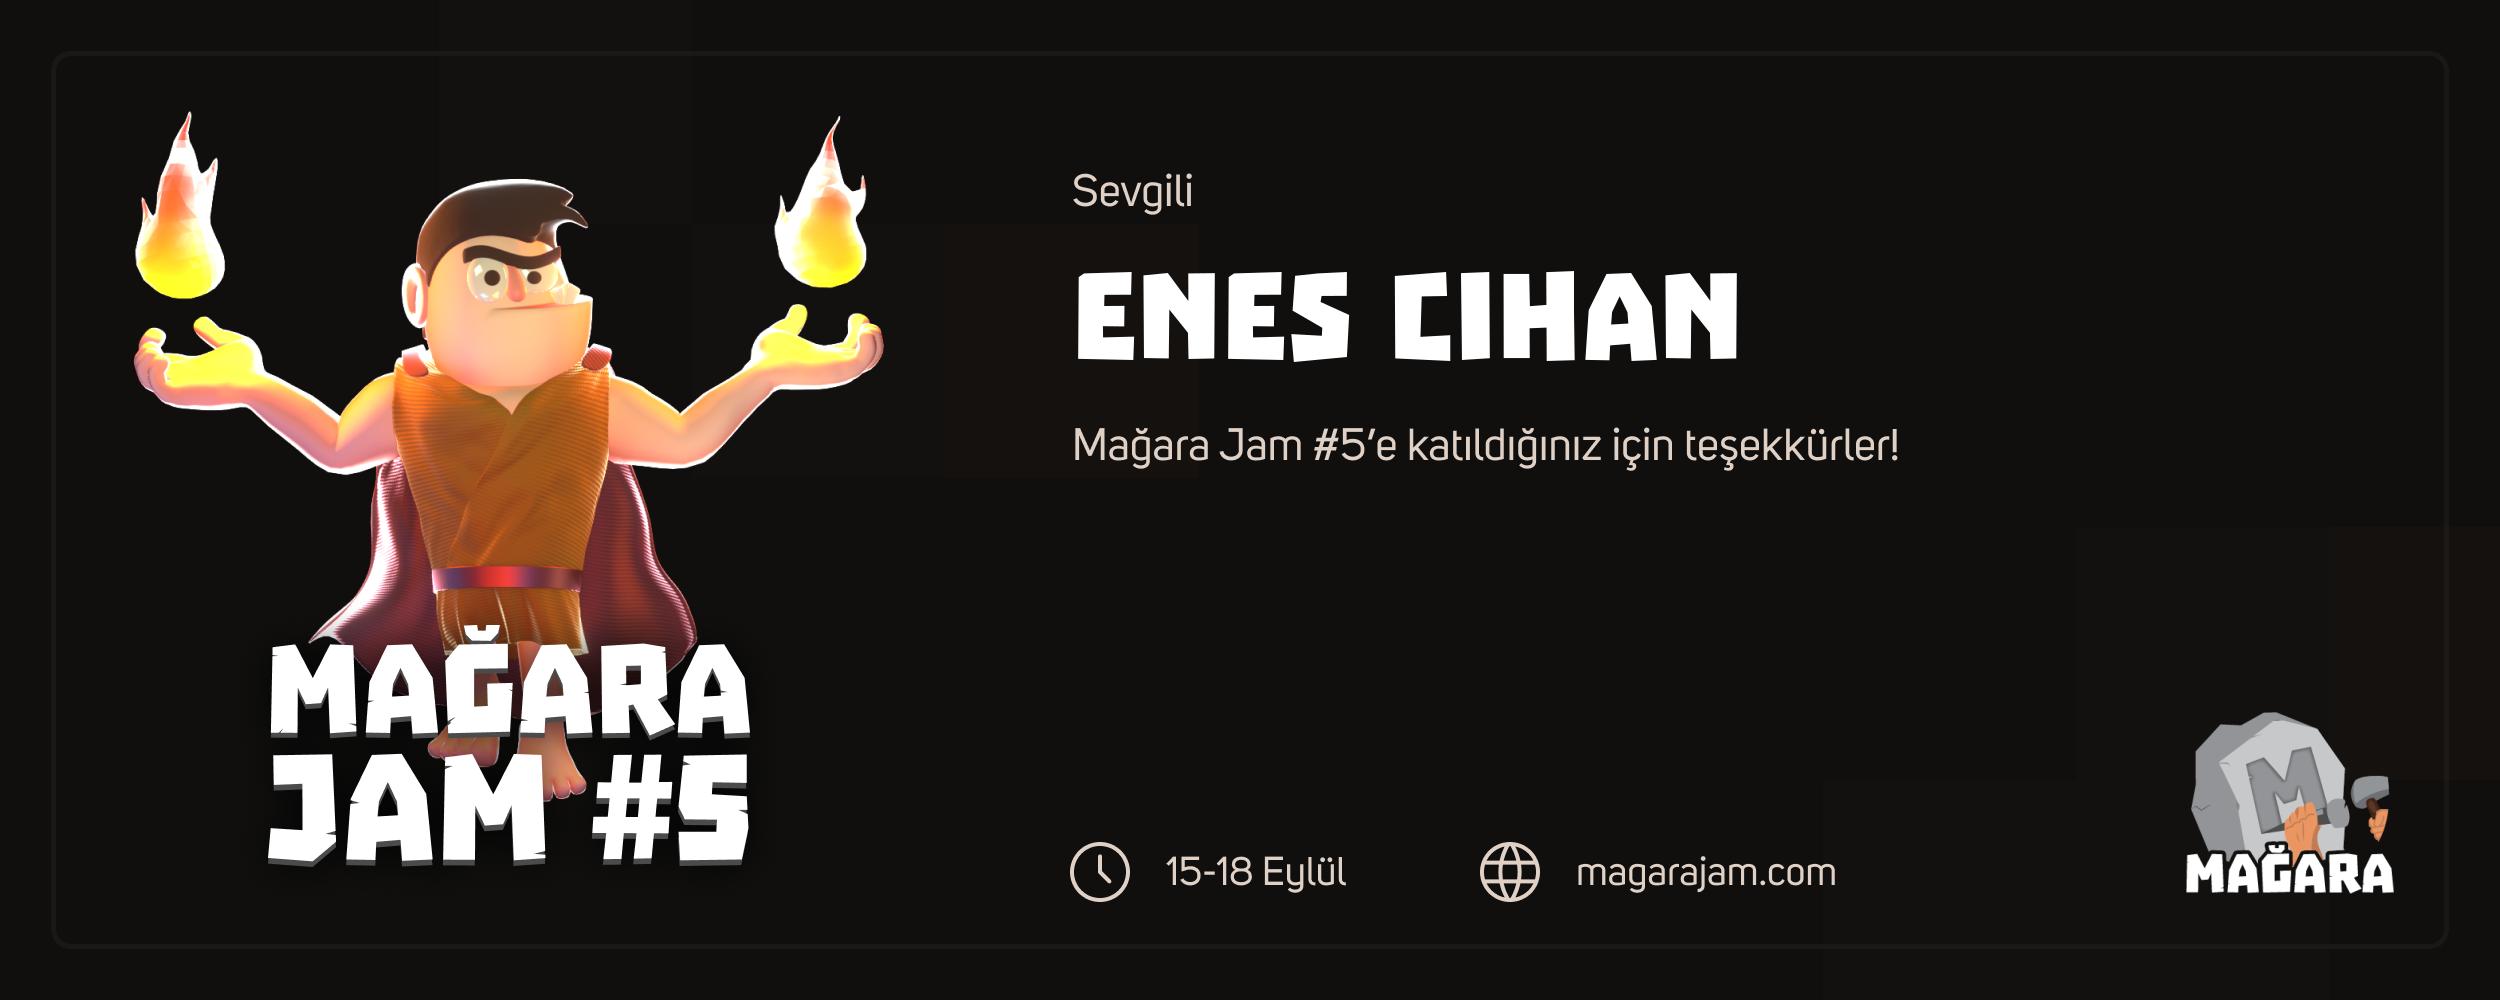 Sevgili
ENES CIHAN
Mağara Jam #5'e katıldığınız için teşekkürler!
MAĞARA
JAM #5
15-18 Eylül
magarajam.com
M
MAĞARA